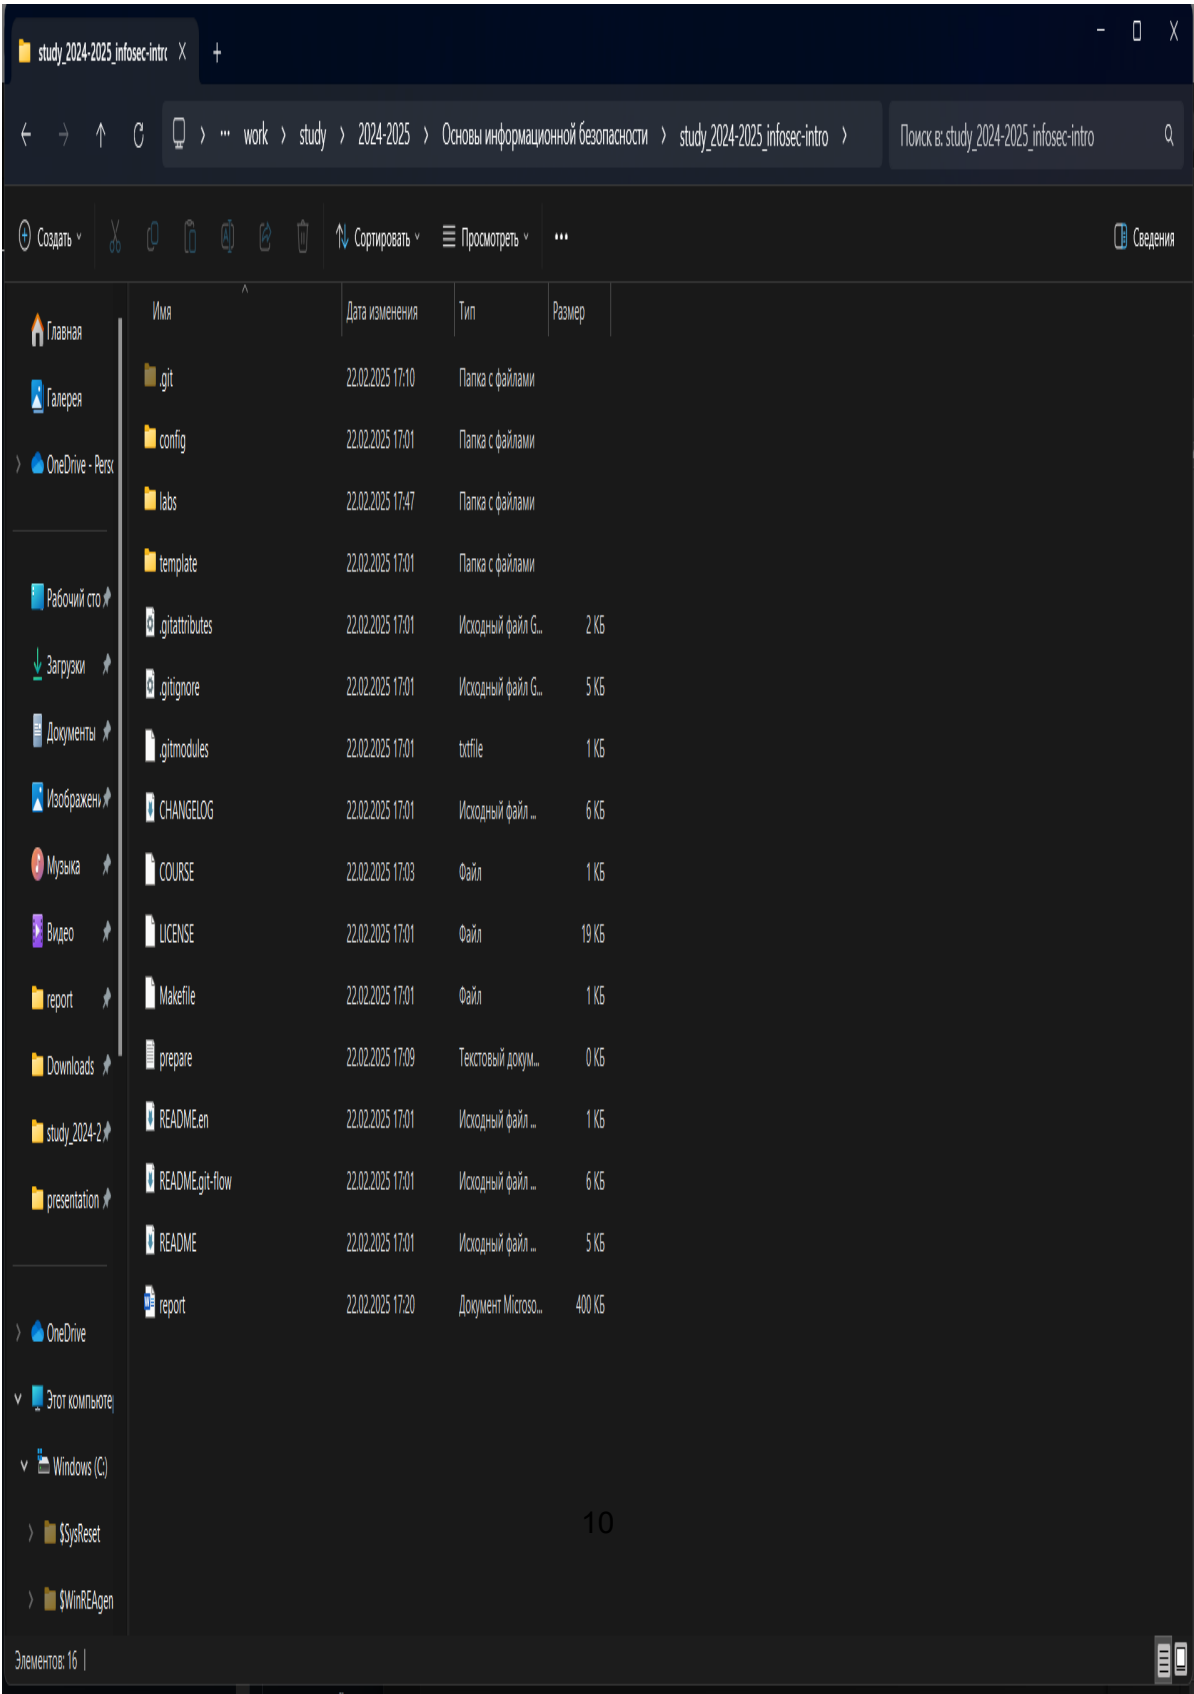 study_2024-2025_infosec-intrc
work > study > 2024-2025 > Основы информационной безопасности > study_2024-2025_infosec-intro >
Поиск в: study_2024-2025_infosec-intro
Создать
Сортировать
Просмотреть
Сведения
Имя Дата изменения Тип Размер
.git 22.02.2025 17:10 Папка с файлами
config 22.02.2025 17:01 Папка с файлами
labs 22.02.2025 17:47 Папка с файлами
template 22.02.2025 17:01 Папка с файлами
.gitattributes 22.02.2025 17:01 Исходный файл G... 2 КБ
.gitignore 22.02.2025 17:01 Исходный файл G... 5 КБ
.gitmodules 22.02.2025 17:01 txtfile 1 КБ
CHANGELOG 22.02.2025 17:01 Исходный файл ... 6 КБ
COURSE 22.02.2025 17:03 Файл 1 КБ
LICENSE 22.02.2025 17:01 Файл 19 КБ
Makefile 22.02.2025 17:01 Файл 1 КБ
prepare 22.02.2025 17:09 Текстовый докум... 0 КБ
README.en 22.02.2025 17:01 Исходный файл ... 1 КБ
README.git-flow 22.02.2025 17:01 Исходный файл ... 6 КБ
README 22.02.2025 17:01 Исходный файл ... 5 КБ
report 22.02.2025 17:20 Документ Microso... 400 КБ
Главная
Галерея
OneDrive - Persc
Рабочий сто
Загрузки
Документы
Изображени
Музыка
Видео
report
Downloads
study_2024-2
presentation
OneDrive
Этот компьютер
Windows (C:)
$SysReset
$WinREAgen
10
Элементов: 16